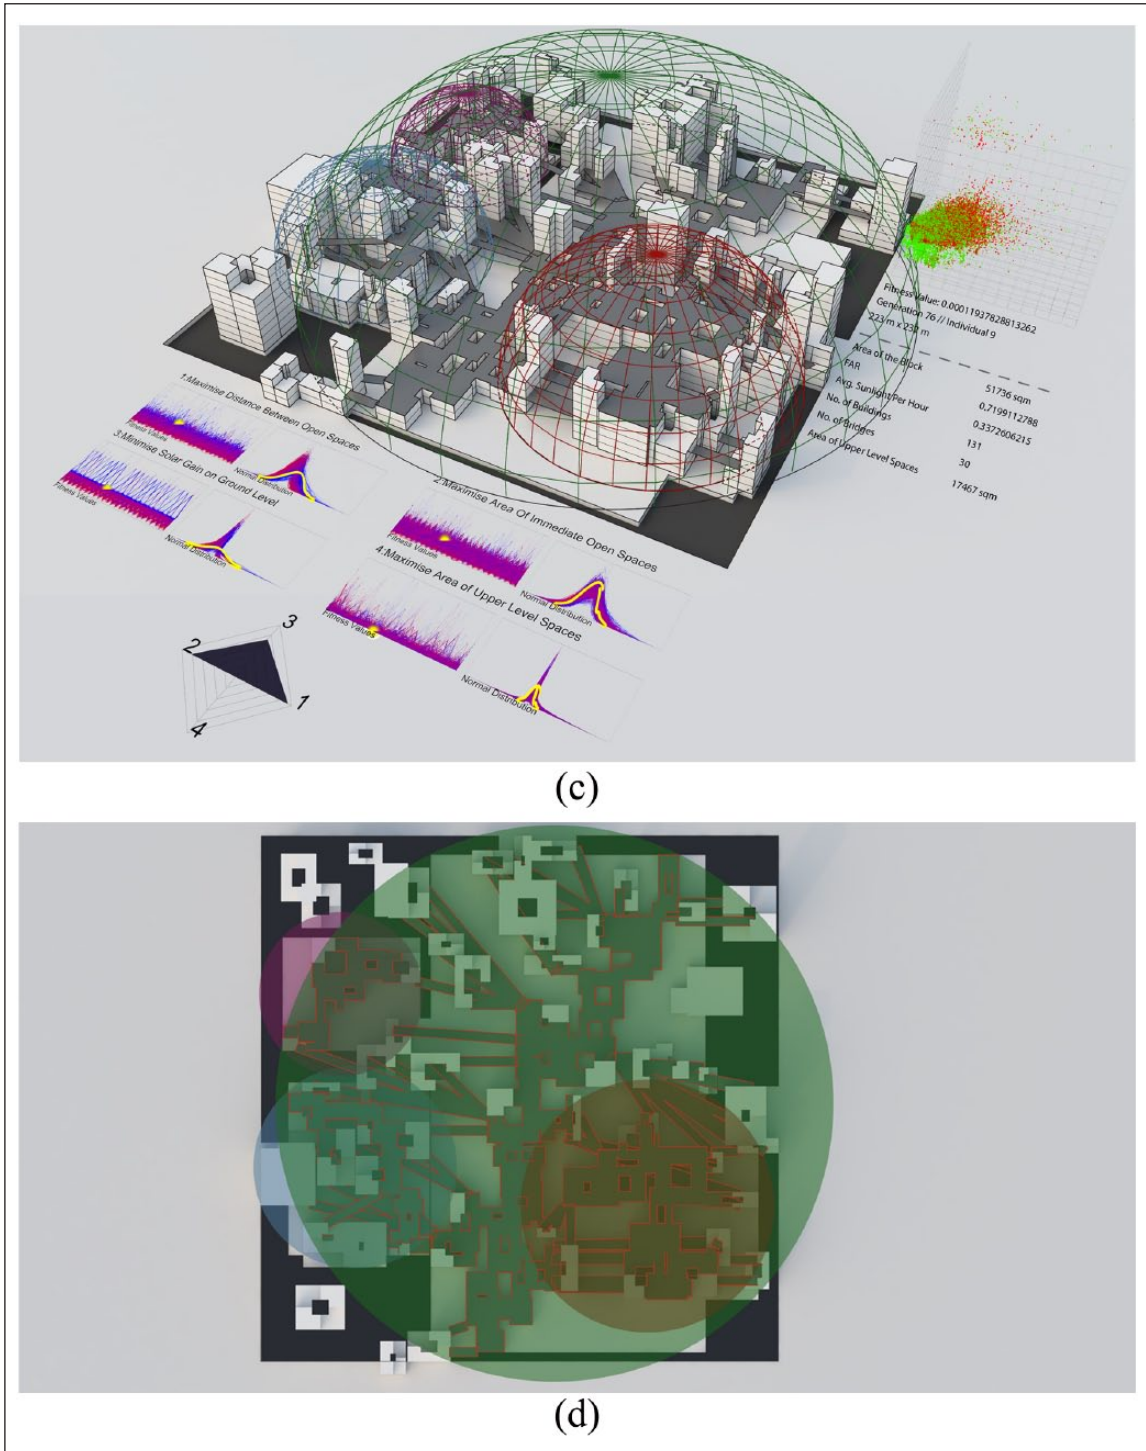 Fitness Value: 0.00011937828813262
Generation 76 // Individual 9
223 m x 232 m
Area of the Block 51736 sqm
FAR 0.7199112788
Avg. Sunlight Per Hour 0.3372606215
No. of Buildings 131
No. of Bridges 30
Area of Upper Level Spaces 17467 sqm
1:Maximise Distance Between Open Spaces
Fitness Values
Normal Distribution
3:Minimise Solar Gain on Ground Level
Fitness Values
Normal Distribution
2:Maximise Area Of Immediate Open Spaces
Fitness Values
Normal Distribution
4:Maximise Area of Upper Level Spaces
Fitness Values
Normal Distribution
3
2
1
4
(c)
(d)